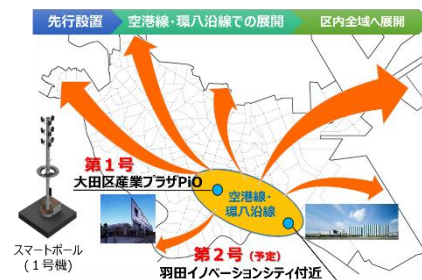 先行設置
空港線・環八沿線での展開
区内全域へ展開
第1号
大田区産業プラザPiO
空港線・
環八沿線
スマートポール
(1号機)
第2号(予定)
羽田イノベーションシティ付近